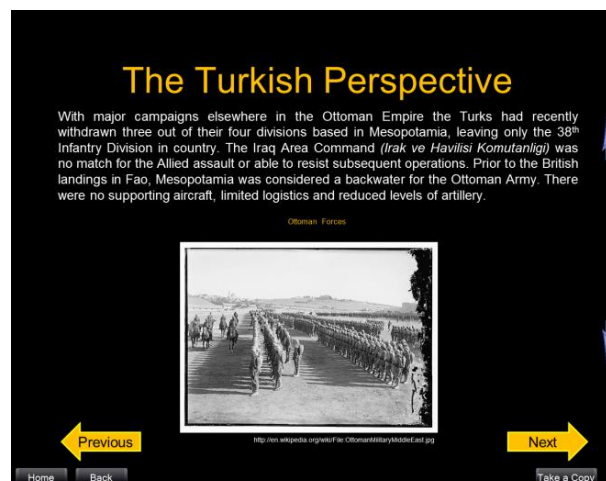 The Turkish Perspective
With major campaigns elsewhere in the Ottoman Empire the Turks had recently
withdrawn three out of their four divisions based in Mesopotamia, leaving only the 38th
Infantry Division in country. The Iraq Area Command (Irak ve Havilisi Komutanligi) was
no match for the Allied assault or able to resist subsequent operations. Prior to the British
landings in Fao, Mesopotamia was considered a backwater for the Ottoman Army. There
were no supporting aircraft, limited logistics and reduced levels of artillery.
Ottoman Forces
http://en.wikipedia.org/wiki/File:OttomanMilitaryMiddleEast.jpg
Previous
Next
Home
Back
Take a Copy